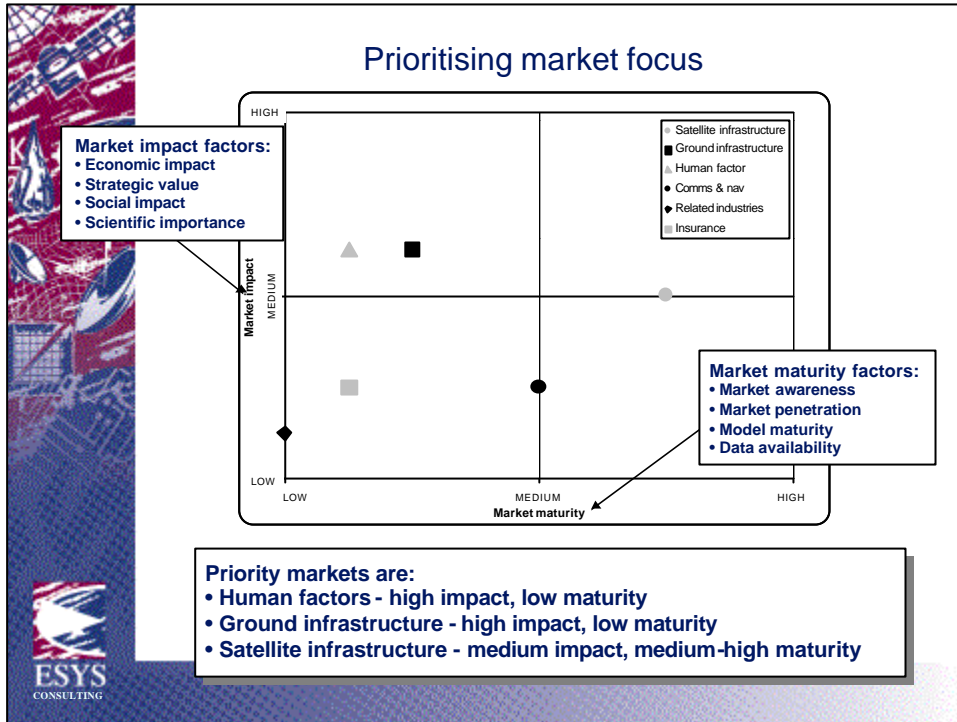 Prioritising market focus
HIGH
Market impact factors:
• Economic impact
• Strategic value
• Social impact
• Scientific importance
Satellite infrastructure
Ground infrastructure
Human factor
Comms & nav
Related industries
Insurance
Market impact
MEDIUM
Market maturity factors:
• Market awareness
• Market penetration
• Model maturity
• Data availability
LOW
LOW
MEDIUM
HIGH
Market maturity
Priority markets are:
• Human factors - high impact, low maturity
• Ground infrastructure - high impact, low maturity
• Satellite infrastructure - medium impact, medium-high maturity
ESYS
CONSULTING